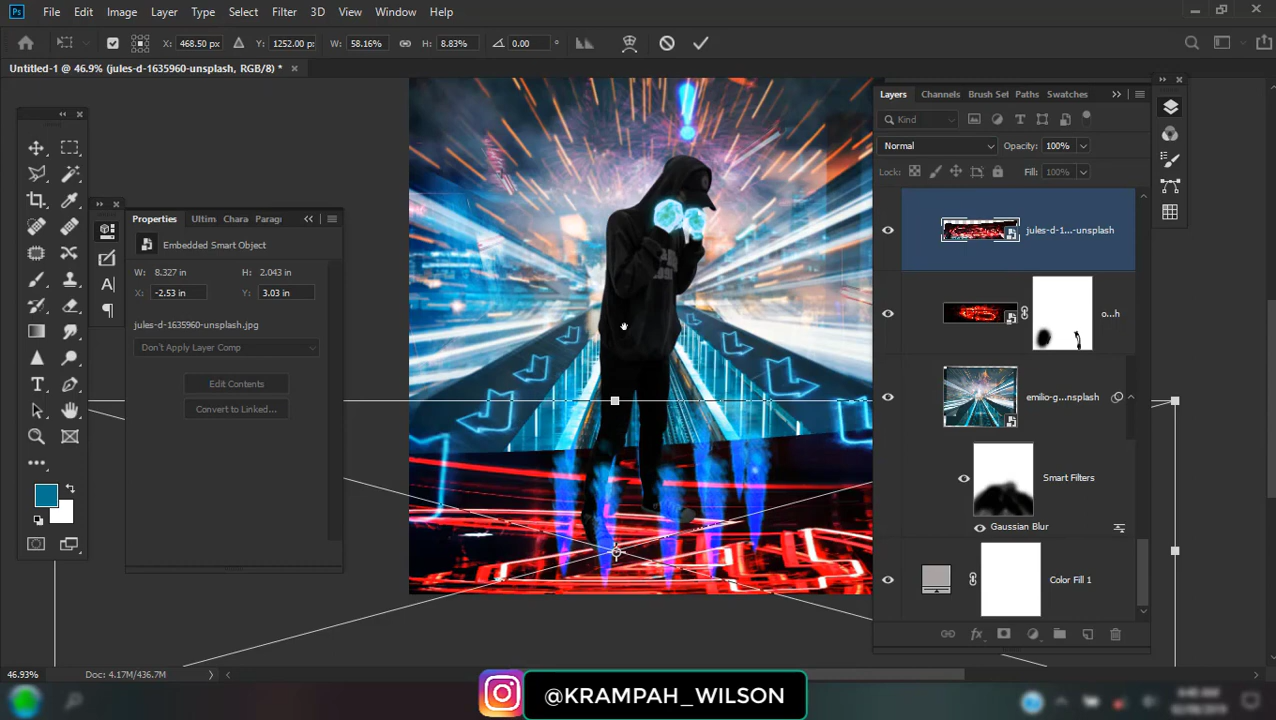 Ps File Edit Image Layer Type Select Filter 3D View Window Help
X: 468.50 px Y: 1252.00 px W: 58.16% H: 8.83% 0.00 °
Untitled-1 @ 46.9% (jules-d-1635960-unsplash, RGB/8) * ×
Layers Channels Brush Set Paths Swatches
Kind
Normal Opacity: 100%
Lock: Fill: 100%
Properties Ultim Chara Paragr
Embedded Smart Object
W: 8.327 in H: 2.043 in
X: -2.53 in Y: 3.03 in
jules-d-1635960-unsplash.jpg
Don't Apply Layer Comp
Edit Contents
Convert to Linked...
jules-d-1...-unsplash
o...h
emilio-g...nsplash
Smart Filters
Gaussian Blur
Color Fill 1
46.93% Doc: 4.17M/436.7M
@KRAMPAH_WILSON